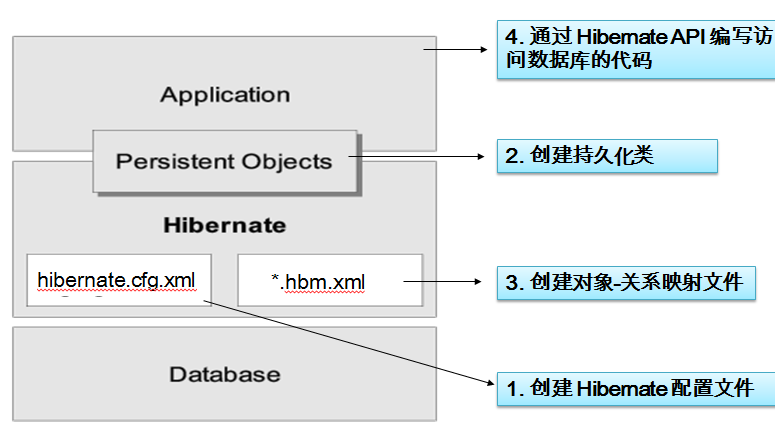 4. 通过 Hibernate API 编写访
问数据库的代码
Application
Persistent Objects
2. 创建持久化类
Hibernate
hibernate.cfg.xml
*.hbm.xml
3. 创建对象-关系映射文件
Database
1. 创建 Hibernate 配置文件